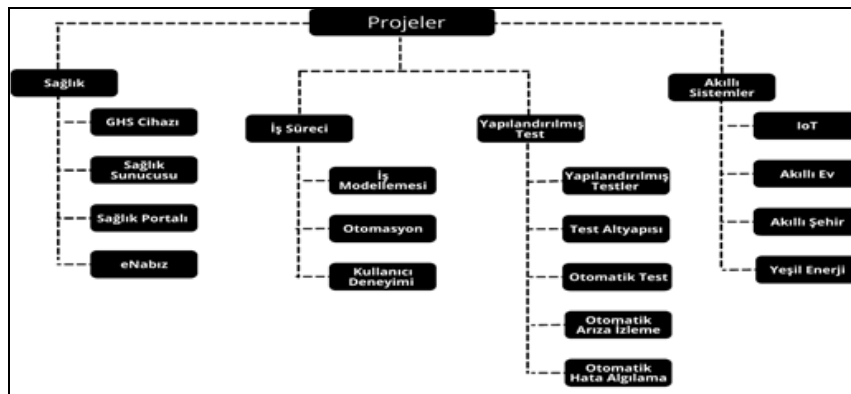 Projeler
Sağlık
GHS Cihazı
Sağlık
Sunucusu
Sağlık Portalı
eNabız
İş Süreci
İş
Modellemesi
Otomasyon
Kullanıcı
Deneyimi
Yapılandırılmış
Test
Yapılandırılmış
Testler
Test Altyapısı
Otomatik Test
Otomatik
Arıza İzleme
Otomatik
Hata Algılama
Akıllı
Sistemler
IoT
Akıllı Ev
Akıllı Şehir
Yeşil Enerji